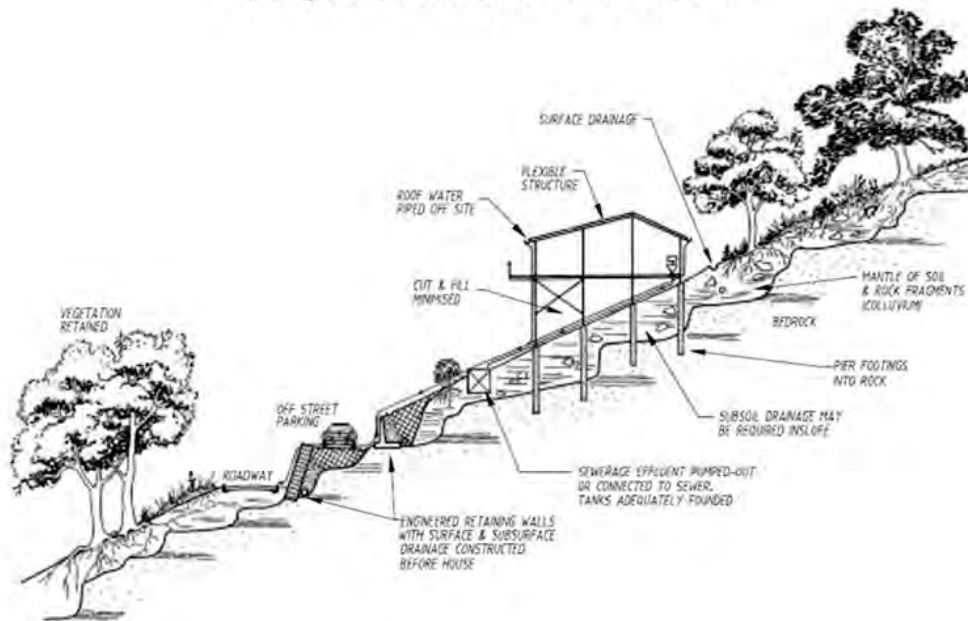 SURFACE DRAINAGE
FLEXIBLE
STRUCTURE
ROOF WATER
PIPED OFF SITE
CUT & FILL
MINIMISED
MANTLE OF SOIL
& ROCK FRAGMENTS
(COLLUVIUM)
VEGETATION
RETAINED
BEDROCK
PIER FOOTINGS
INTO ROCK
OFF STREET
PARKING
SUBSOIL DRAINAGE MAY
BE REQUIRED IN SLOPE
ROADWAY
SEWERAGE EFFLUENT PUMPED-OUT
OR CONNECTED TO SEWER.
TANKS ADEQUATELY FOUNDED
ENGINEERED RETAINING WALLS
WITH SURFACE & SUBSURFACE
DRAINAGE CONSTRUCTED
BEFORE HOUSE